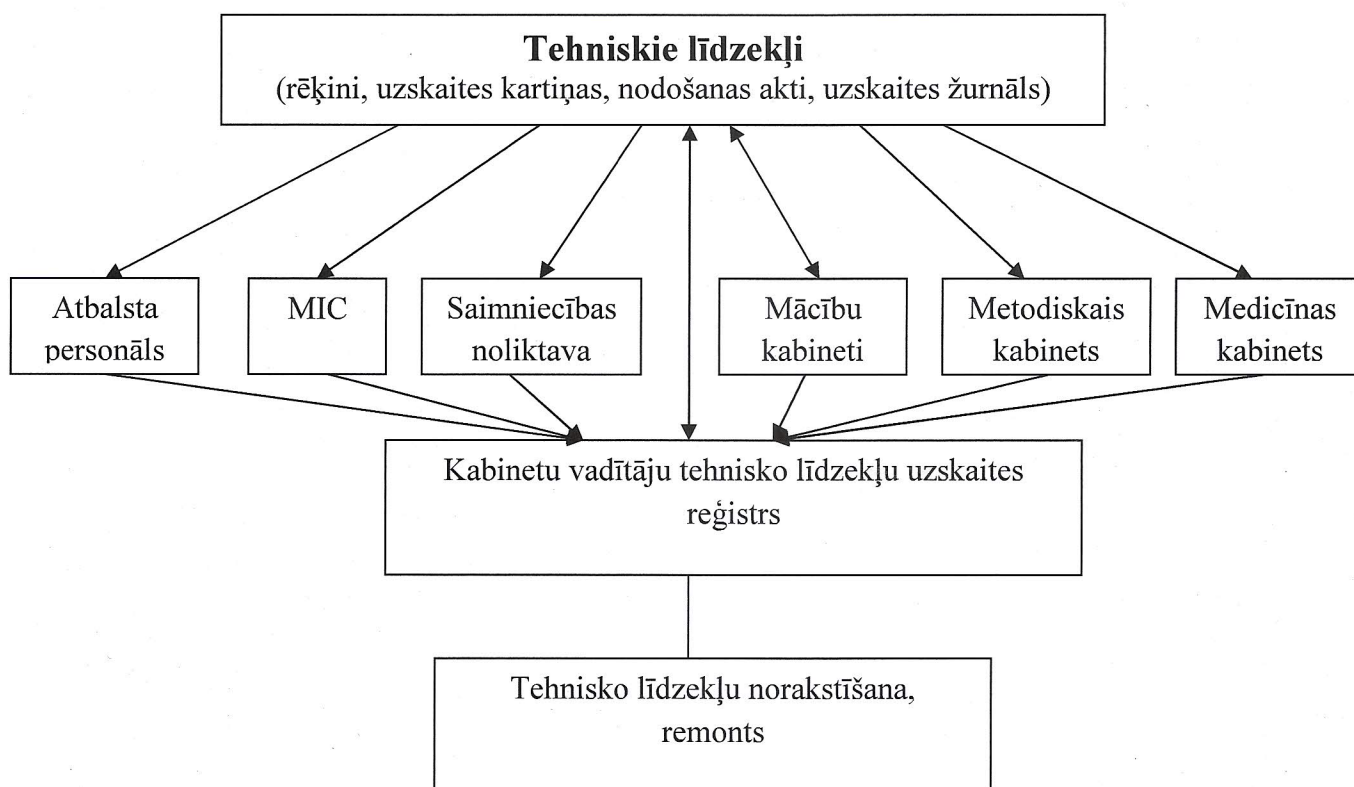 Tehniskie līdzekļi
(rēķini, uzskaites kartiņas, nodošanas akti, uzskaites žurnāls)
Atbalsta
personāls
MIC
Saimniecības
noliktava
Mācību
kabineti
Metodiskais
kabinets
Medicīnas
kabinets
Kabinetu vadītāju tehnisko līdzekļu uzskaites
reģistrs
Tehnisko līdzekļu norakstīšana,
remonts